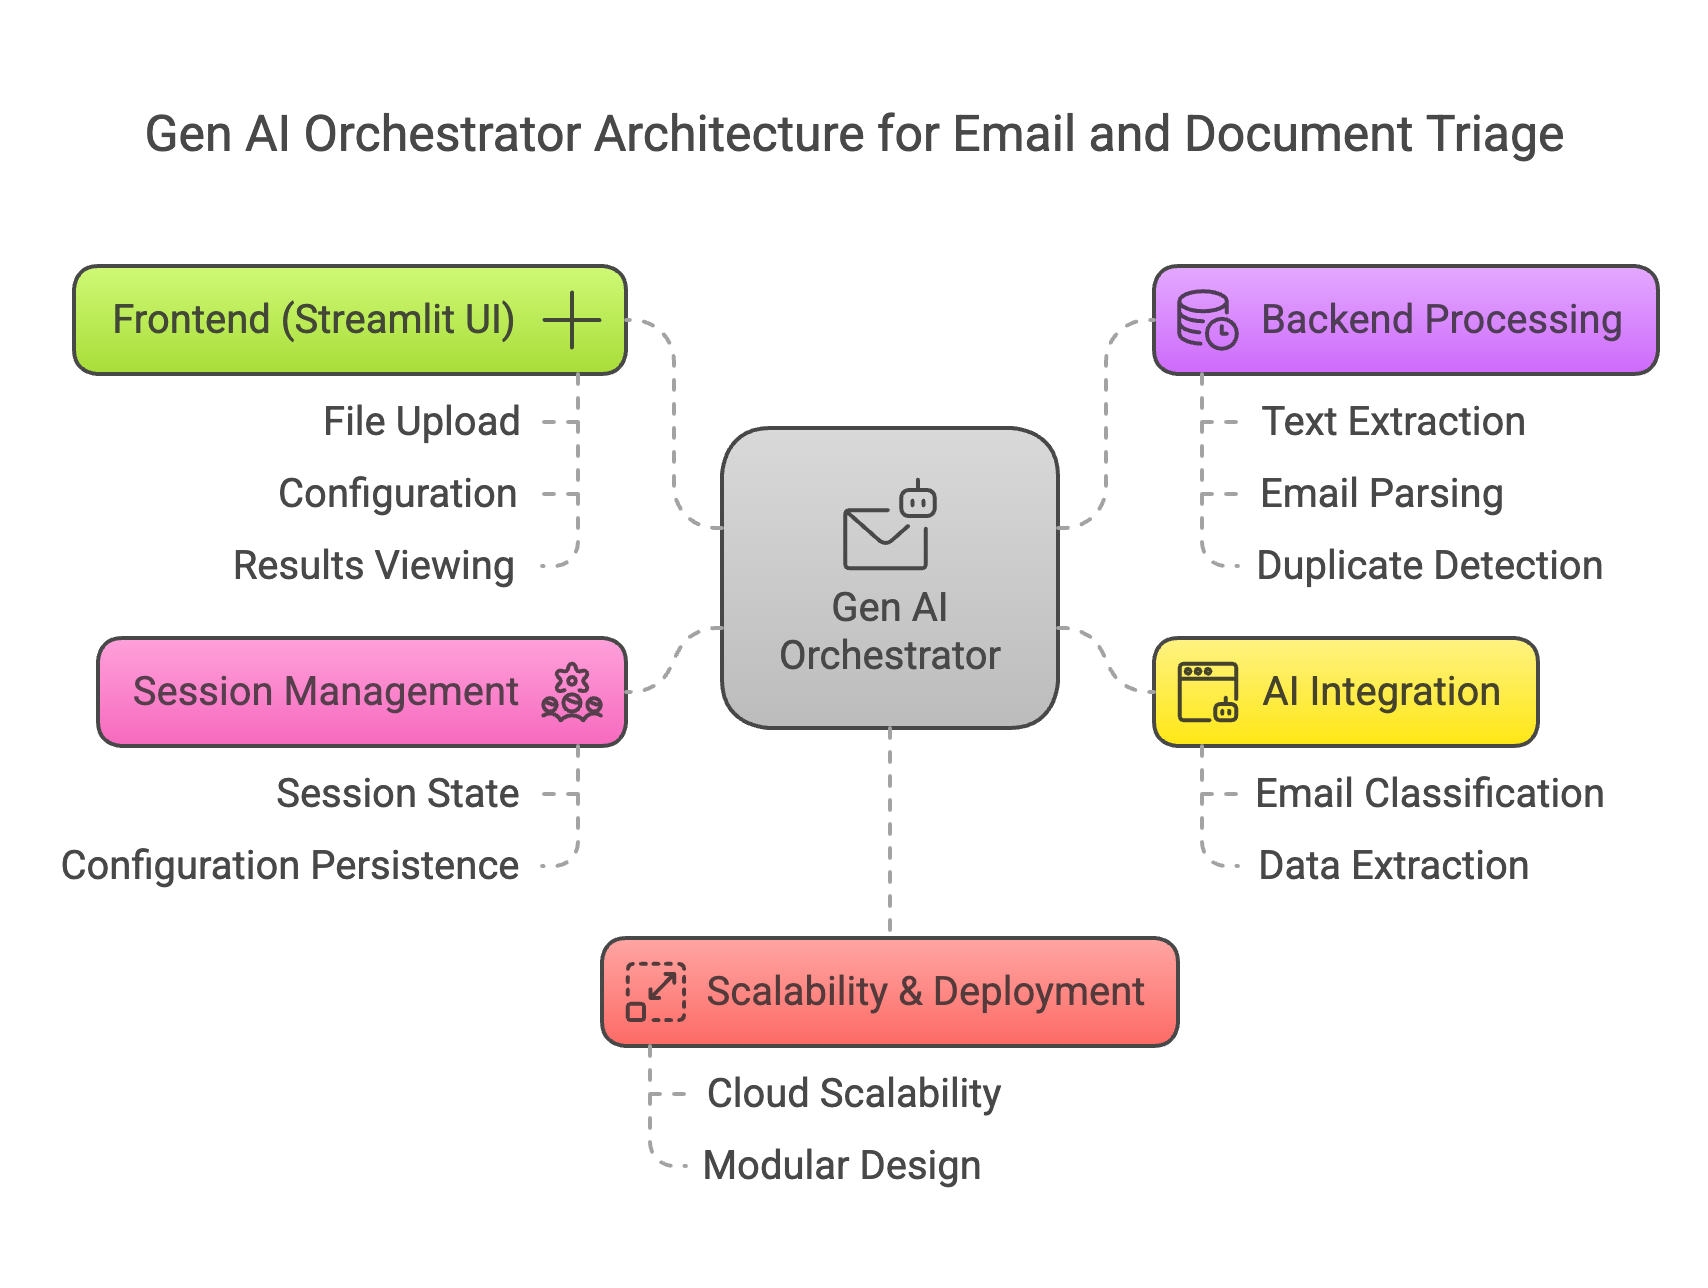 Gen AI Orchestrator Architecture for Email and Document Triage
Frontend (Streamlit UI)
File Upload
Configuration
Results Viewing
Session Management
Session State
Configuration Persistence
Gen AI
Orchestrator
Backend Processing
Text Extraction
Email Parsing
Duplicate Detection
AI Integration
Email Classification
Data Extraction
Scalability & Deployment
Cloud Scalability
Modular Design